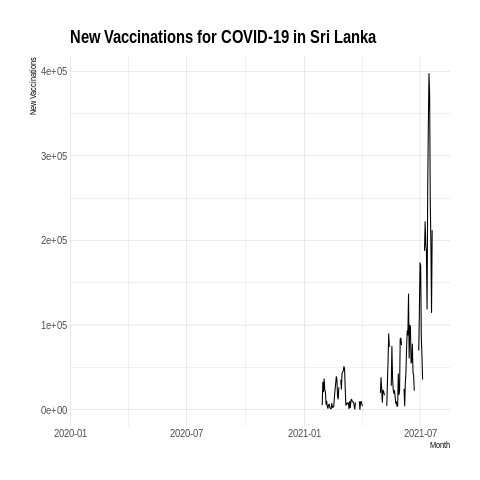 New Vaccinations for COVID-19 in Sri Lanka
New Vaccinations
4e+05
3e+05
2e+05
1e+05
0e+00
2020-01 2020-07 2021-01 2021-07
Month